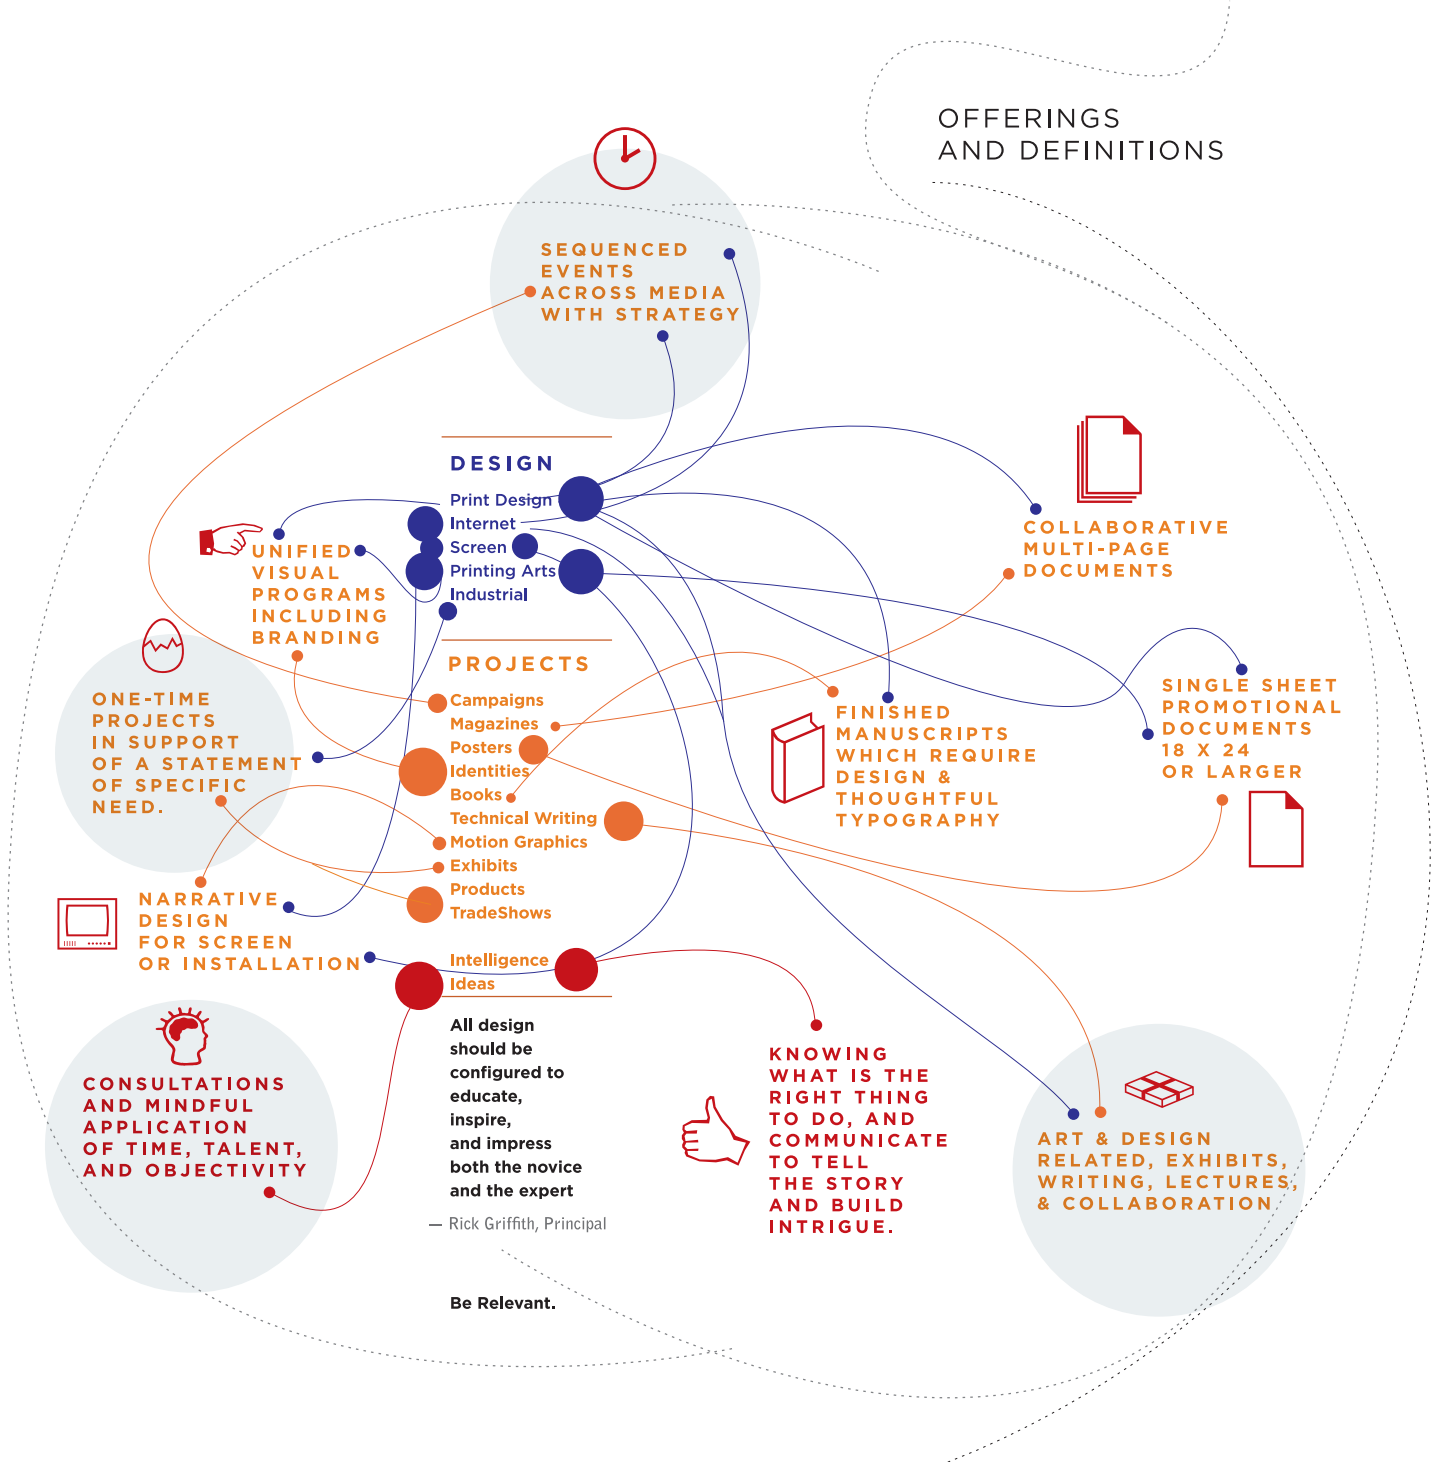 OFFERINGS
AND DEFINITIONS
SEQUENCED
EVENTS
ACROSS MEDIA
WITH STRATEGY
DESIGN
Print Design
Internet
Screen
Printing Arts
Industrial
COLLABORATIVE
MULTI-PAGE
DOCUMENTS
UNIFIED
VISUAL
PROGRAMS
INCLUDING
BRANDING
PROJECTS
Campaigns
Magazines
Posters
Identities
Books
Technical Writing
Motion Graphics
Exhibits
Products
TradeShows
Intelligence
Ideas
ONE-TIME
PROJECTS
IN SUPPORT
OF A STATEMENT
OF SPECIFIC
NEED.
FINISHED
MANUSCRIPTS
WHICH REQUIRE
DESIGN &
THOUGHTFUL
TYPOGRAPHY
SINGLE SHEET
PROMOTIONAL
DOCUMENTS
18 X 24
OR LARGER
NARRATIVE
DESIGN
FOR SCREEN
OR INSTALLATION
CONSULTATIONS
AND MINDFUL
APPLICATION
OF TIME, TALENT,
AND OBJECTIVITY
All design
should be
configured to
educate,
inspire,
and impress
both the novice
and the expert
— Rick Griffith, Principal
Be Relevant.
KNOWING
WHAT IS THE
RIGHT THING
TO DO, AND
COMMUNICATE
TO TELL
THE STORY
AND BUILD
INTRIGUE.
ART & DESIGN
RELATED, EXHIBITS,
WRITING, LECTURES,
& COLLABORATION